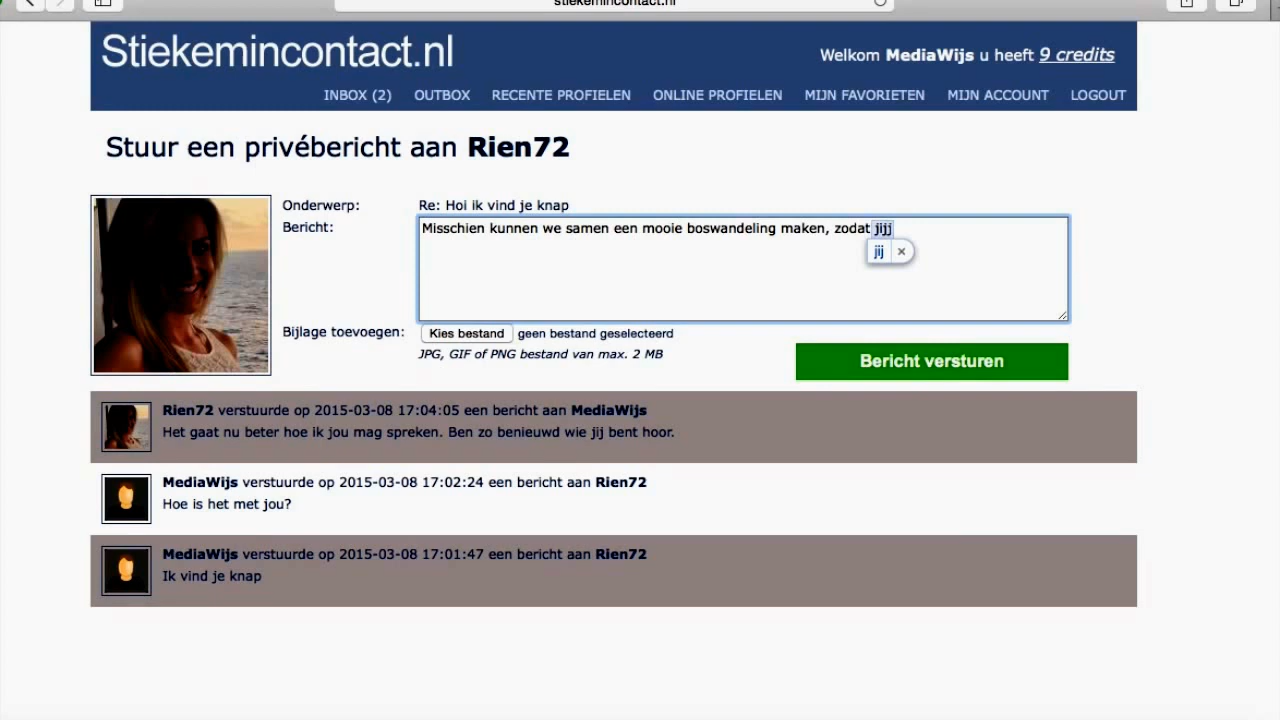 stiekemincontact.nl
Stiekemincontact.nl
Welkom MediaWijs u heeft 9 credits
INBOX (2) OUTBOX RECENTE PROFIELEN ONLINE PROFIELEN MIJN FAVORIETEN MIJN ACCOUNT LOGOUT
Stuur een privébericht aan Rien72
Onderwerp: Re: Hoi ik vind je knap
Bericht: Misschien kunnen we samen een mooie boswandeling maken, zodat jijj
jij ×
Bijlage toevoegen: Kies bestand geen bestand geselecteerd
JPG, GIF of PNG bestand van max. 2 MB
Bericht versturen
Rien72 verstuurde op 2015-03-08 17:04:05 een bericht aan MediaWijs
Het gaat nu beter hoe ik jou mag spreken. Ben zo benieuwd wie jij bent hoor.
MediaWijs verstuurde op 2015-03-08 17:02:24 een bericht aan Rien72
Hoe is het met jou?
MediaWijs verstuurde op 2015-03-08 17:01:47 een bericht aan Rien72
Ik vind je knap